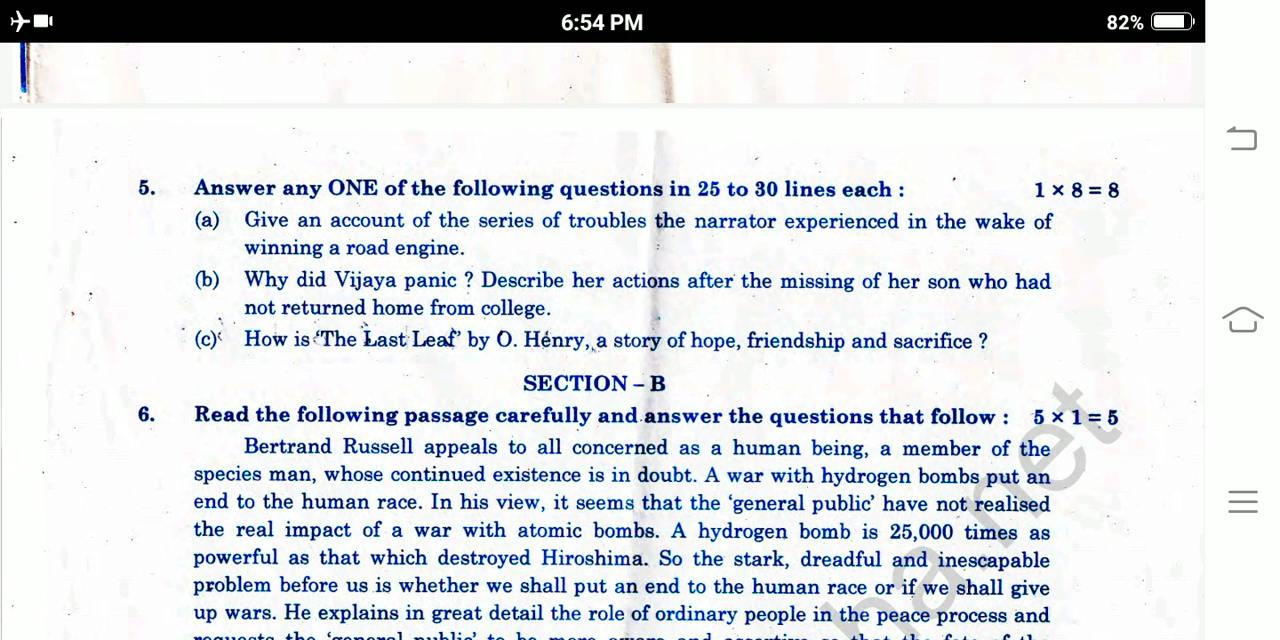 6:54 PM
82%
5. Answer any ONE of the following questions in 25 to 30 lines each : 1 × 8 = 8
(a) Give an account of the series of troubles the narrator experienced in the wake of
winning a road engine.
(b) Why did Vijaya panic ? Describe her actions after the missing of her son who had
not returned home from college.
(c) How is 'The Last Leaf' by O. Henry, a story of hope, friendship and sacrifice ?
SECTION – B
6. Read the following passage carefully and answer the questions that follow : 5 × 1 = 5
Bertrand Russell appeals to all concerned as a human being, a member of the
species man, whose continued existence is in doubt. A war with hydrogen bombs put an
end to the human race. In his view, it seems that the 'general public' have not realised
the real impact of a war with atomic bombs. A hydrogen bomb is 25,000 times as
powerful as that which destroyed Hiroshima. So the stark, dreadful and inescapable
problem before us is whether we shall put an end to the human race or if we shall give
up wars. He explains in great detail the role of ordinary people in the peace process and
requests the 'general public' to be more